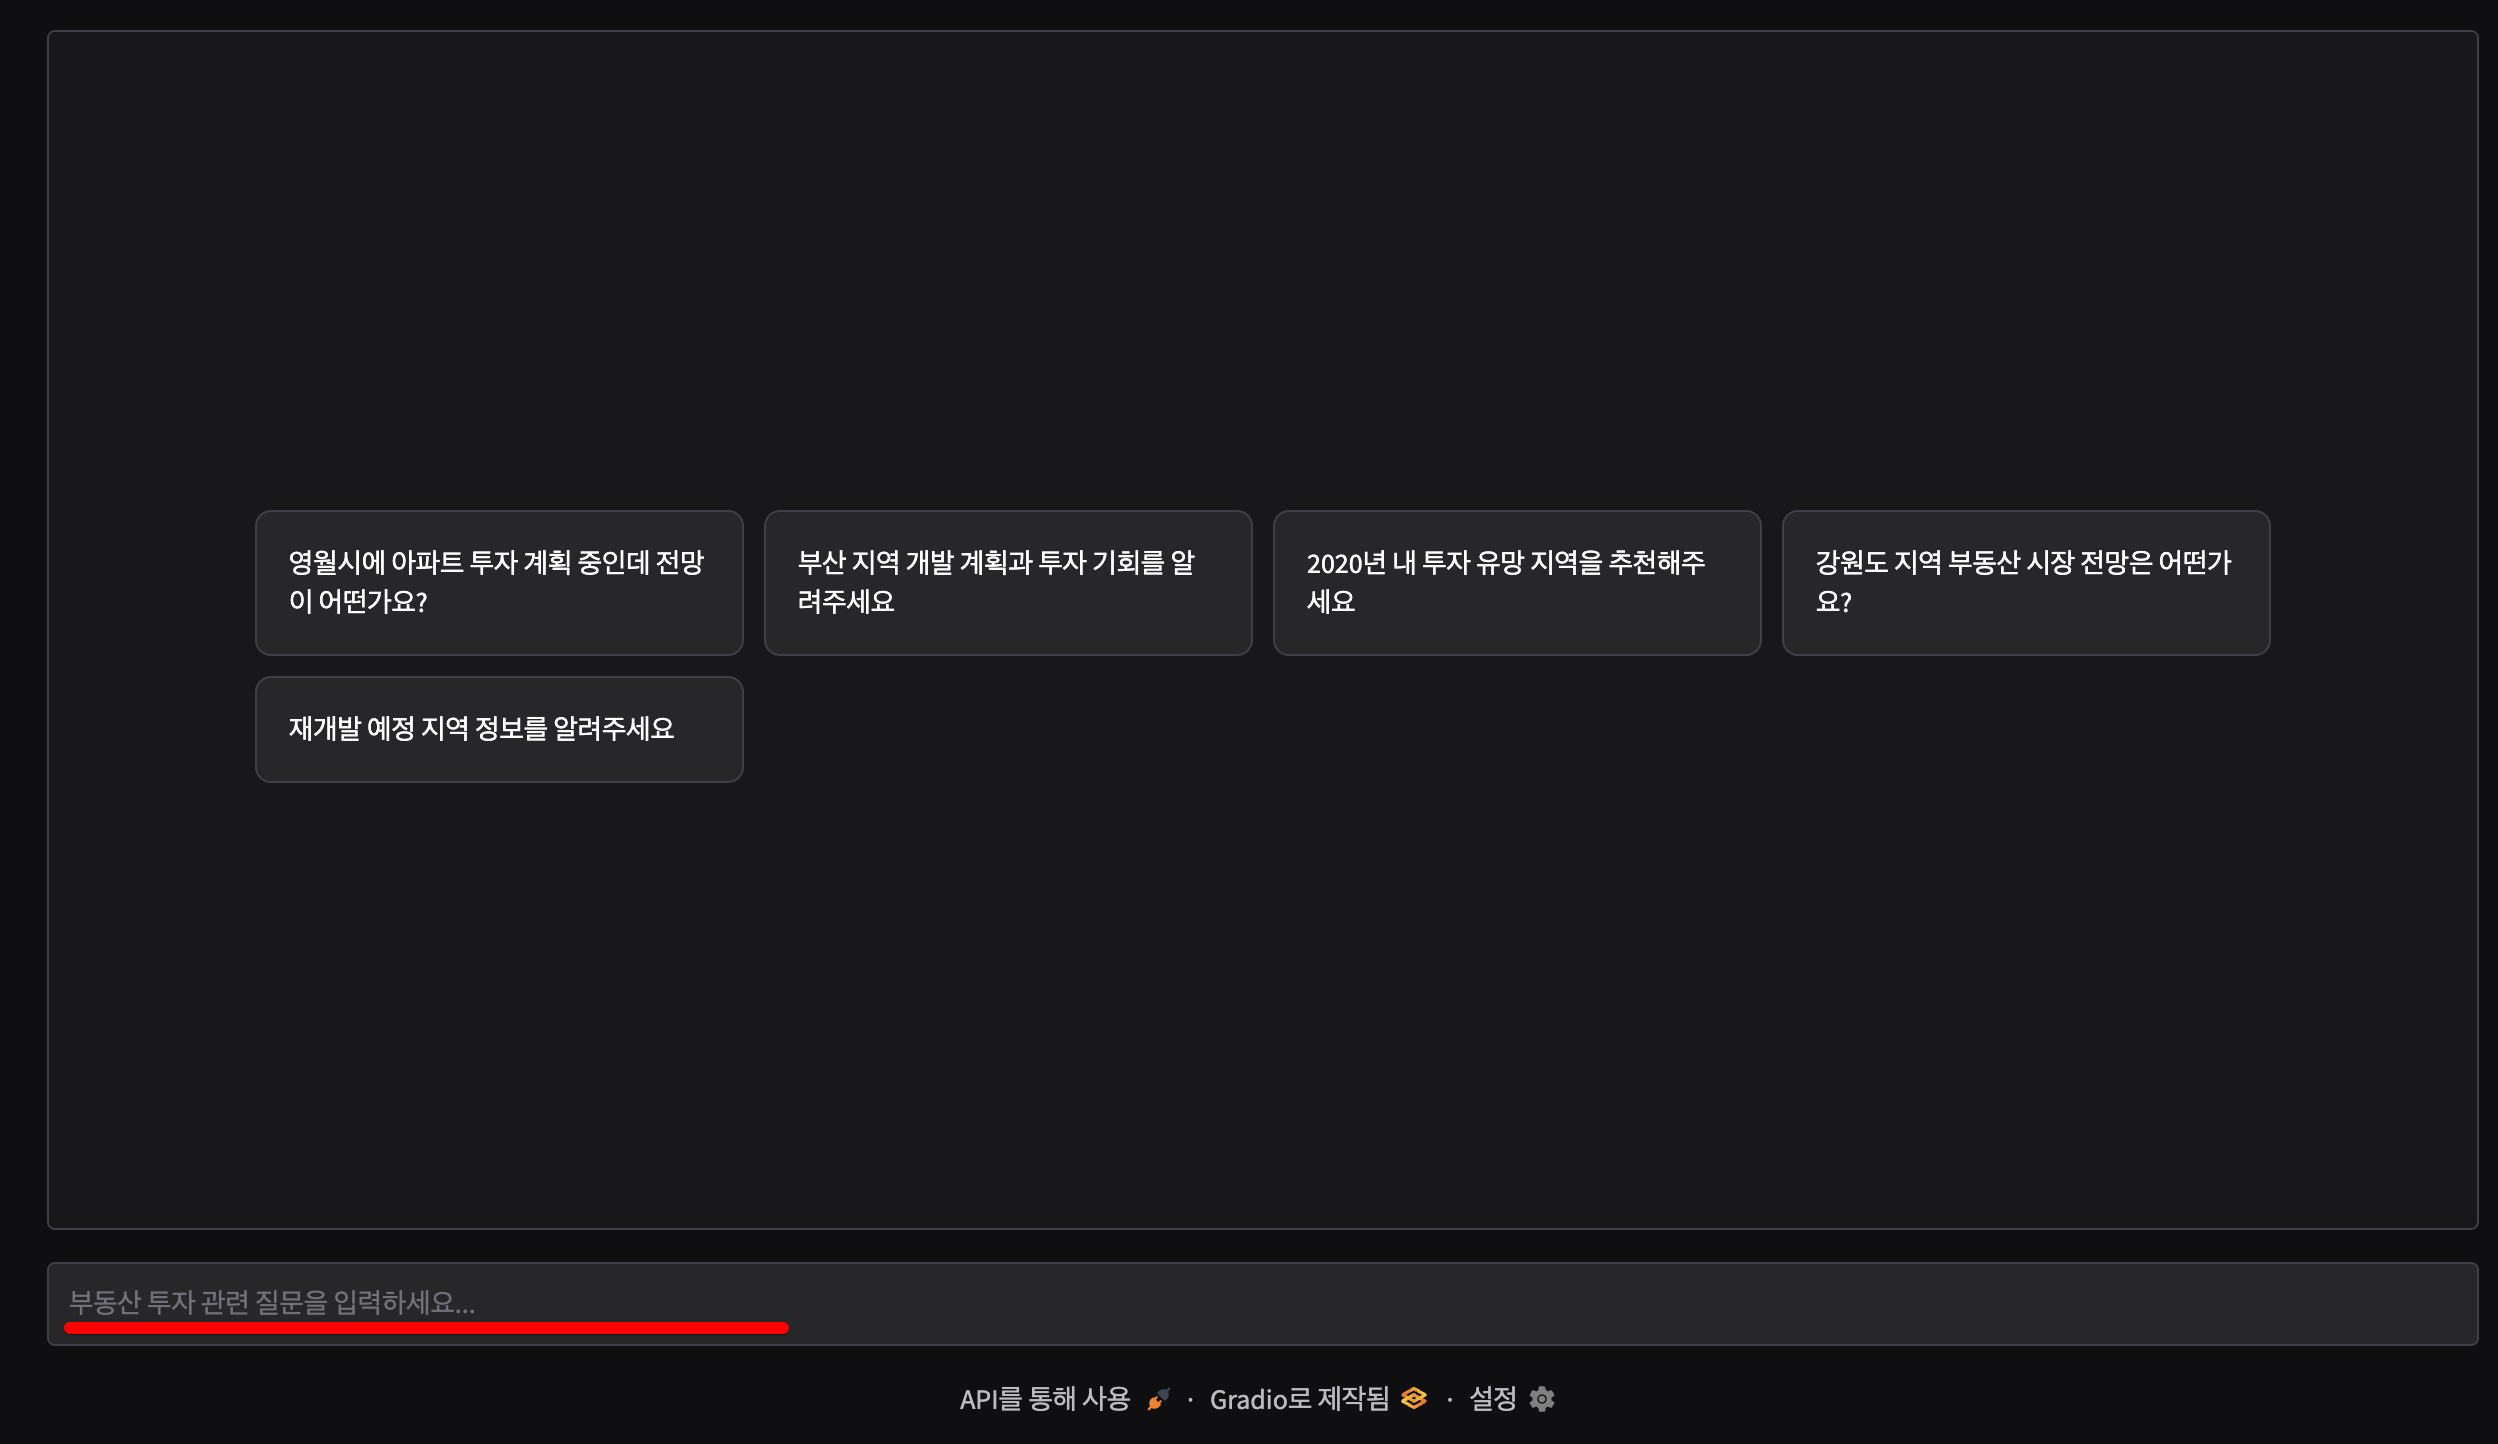 영월시에 아파트 투자 계획 중인데 전망
이 어떤가요?
부산 지역 개발 계획과 투자 기회를 알
려주세요
2020년 내 투자 유망 지역을 추천해주
세요
강원도 지역 부동산 시장 전망은 어떤가
요?
재개발 예정 지역 정보를 알려주세요
부동산 투자 관련 질문을 입력하세요...
API를 통해 사용 · Gradio로 제작됨 · 설정